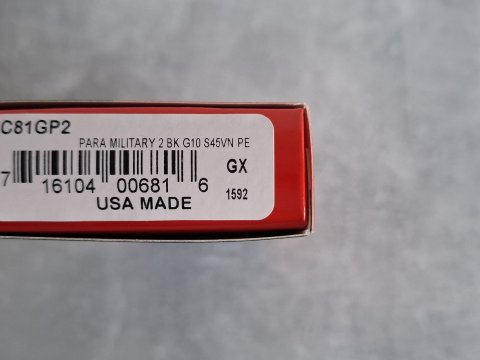 C81GP2
PARA MILITARY 2 BK G10 S45VN PE
GX
7 16104 00681 6
1592
USA MADE